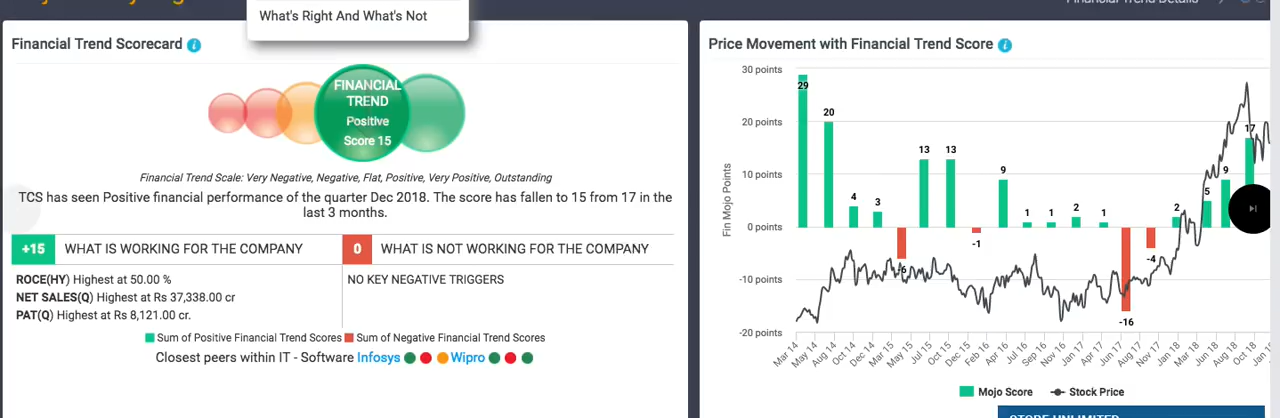 What's Right And What's Not
Financial Trend Details
Financial Trend Scorecard
FINANCIAL
TREND
Positive
Score 15
Financial Trend Scale: Very Negative, Negative, Flat, Positive, Very Positive, Outstanding
TCS has seen Positive financial performance of the quarter Dec 2018. The score has fallen to 15 from 17 in the
last 3 months.
+15 WHAT IS WORKING FOR THE COMPANY
0 WHAT IS NOT WORKING FOR THE COMPANY
ROCE(HY) Highest at 50.00 %
NET SALES(Q) Highest at Rs 37,338.00 cr
PAT(Q) Highest at Rs 8,121.00 cr.
NO KEY NEGATIVE TRIGGERS
Sum of Positive Financial Trend Scores Sum of Negative Financial Trend Scores
Closest peers within IT - Software Infosys Wipro
Price Movement with Financial Trend Score
Fin Mojo Points
30 points
20 points
10 points
0 points
-10 points
-20 points
29
20
4
3
-6
13
13
-1
9
1
1
2
1
-16
-4
2
5
9
17
Mar 14
May 14
Aug 14
Oct 14
Dec 14
Mar 15
May 15
Jul 15
Oct 15
Dec 15
Feb 16
Apr 16
Jul 16
Sep 16
Nov 16
Jan 17
Apr 17
Jun 17
Aug 17
Nov 17
Jan 18
Mar 18
Jun 18
Aug 18
Oct 18
Mojo Score Stock Price